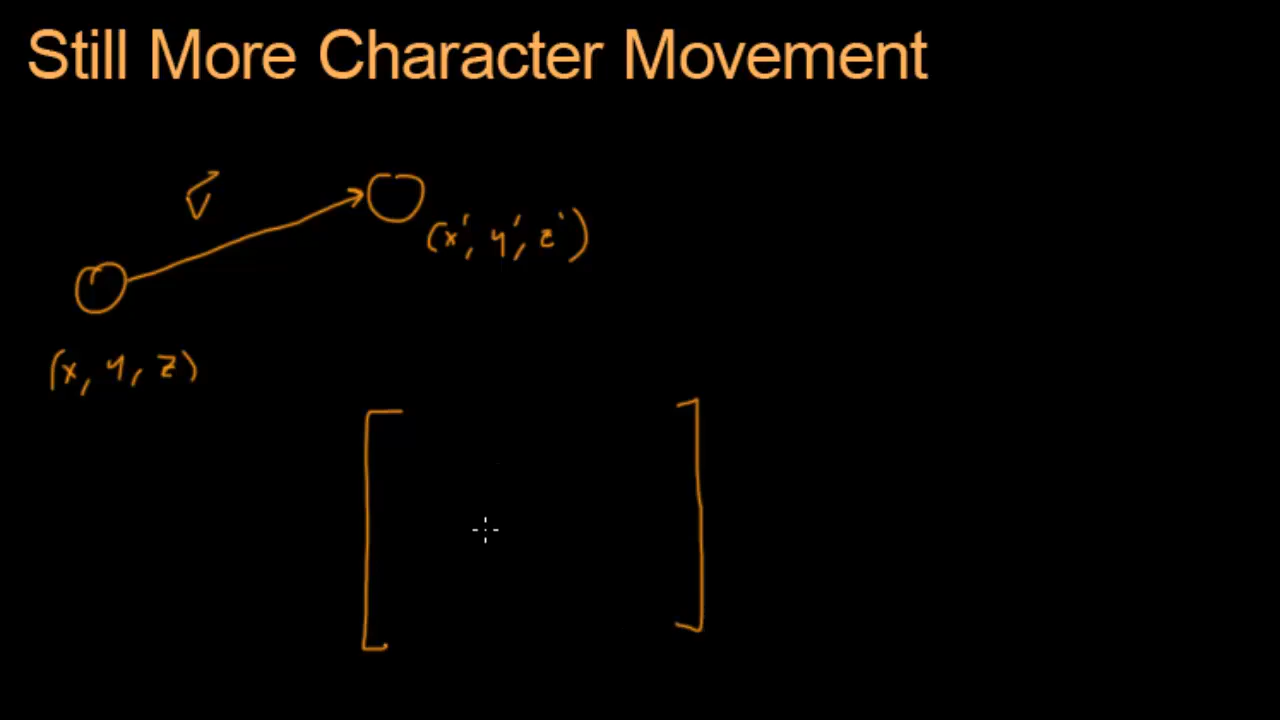 Still More Character Movement
v⃗
(x', y', z')
(x, y, z)